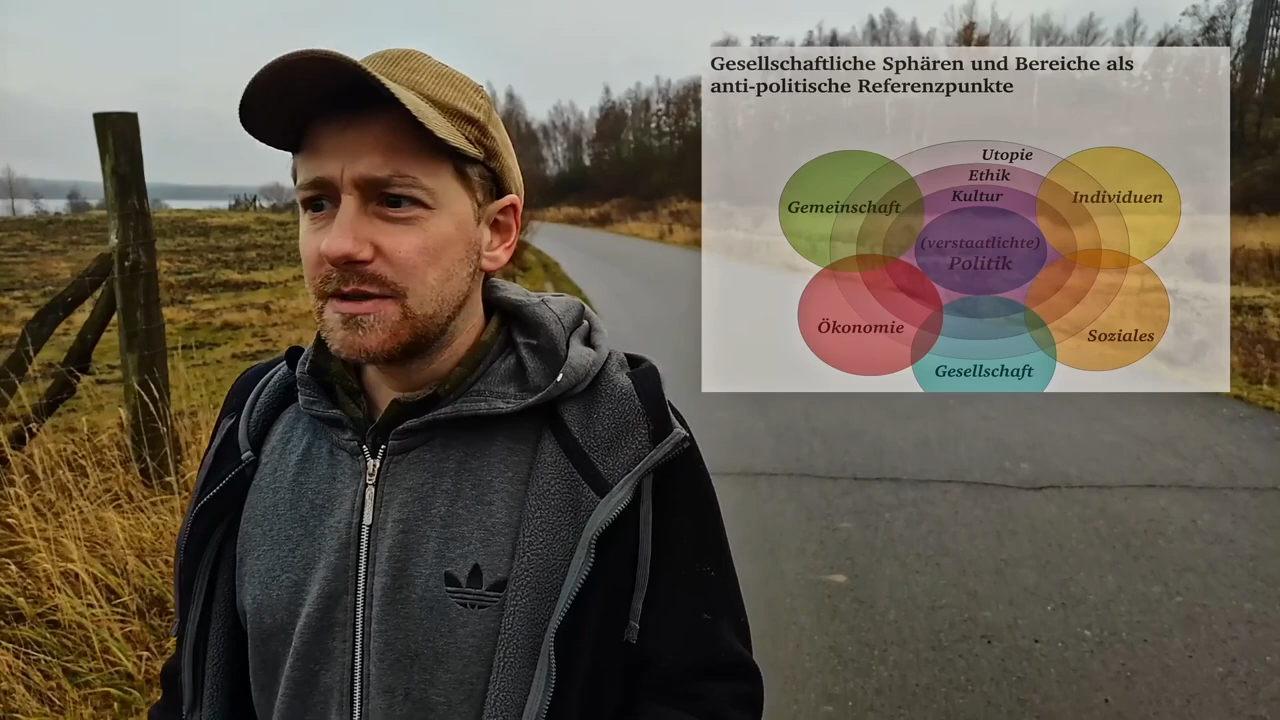 Gesellschaftliche Sphären und Bereiche als
anti-politische Referenzpunkte
Utopie
Ethik
Kultur
Gemeinschaft
Individuen
(verstaatlichte)
Politik
Ökonomie
Soziales
Gesellschaft